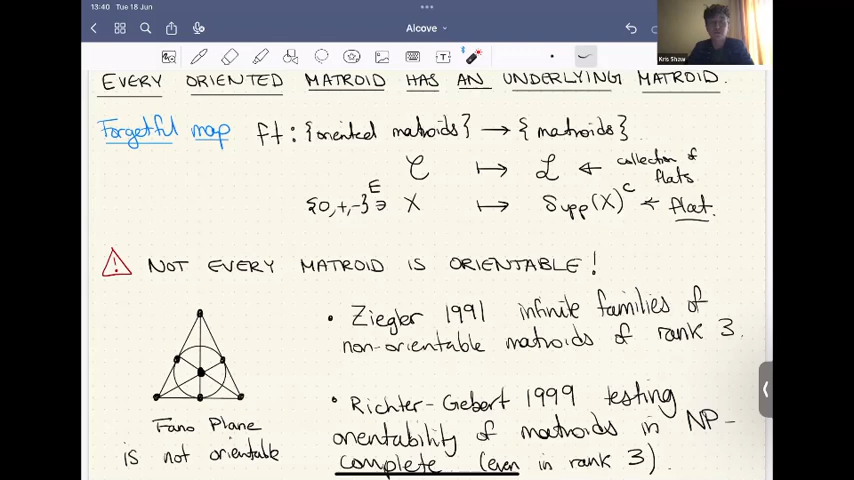 13:40 Tue 18 Jun
Alcove
Kris Shaw
EVERY ORIENTED MATROID HAS AN UNDERLYING MATROID.
Forgetful map ft: {oriented matroids} → {matroids}
C ↦ L ← collection of flats
{0,+,-}^E ∋ X ↦ Supp(X)^C ← flat.
! NOT EVERY MATROID IS ORIENTABLE!
• Ziegler 1991 infinite families of
non-orientable matroids of rank 3.
• Richter-Gebert 1999 testing
orientability of matroids in NP-
complete (even in rank 3).
Fano Plane
is not orientable